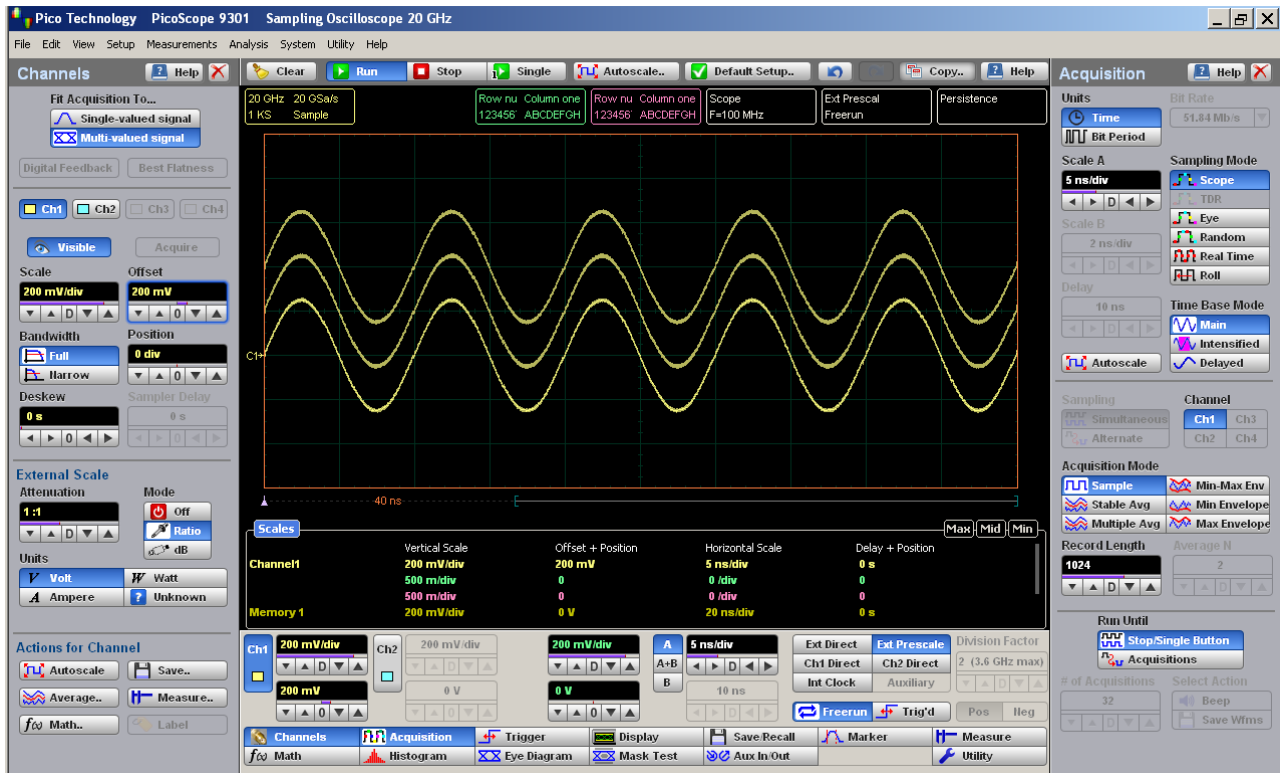 Pico Technology PicoScope 9301 Sampling Oscilloscope 20 GHz
File Edit View Setup Measurements Analysis System Utility Help
Channels Help
Fit Acquisition To...
Single-valued signal
Multi-valued signal
Digital Feedback Best Flatness
Ch1 Ch2 Ch3 Ch4
Visible Acquire
Scale Offset
200 mV/div 200 mV
D 0
Bandwidth Position
Full 0 div
Narrow 0
Deskew Sampler Delay
0 s 0 s
0 0
External Scale
Attenuation Mode
1 :1 Off
D Ratio
dB
Units
V Volt W Watt
A Ampere ? Unknown
Actions for Channel
Autoscale Save..
Average.. Measure..
f(x) Math.. Label
Clear Run Stop Single Autoscale.. Default Setup.. Copy.. Help
20 GHz 20 GSa/s
1 KS Sample
Row nu Column one
123456 ABCDEFGH
Row nu Column one
123456 ABCDEFGH
Scope
F=100 MHz
Ext Prescal
Freerun
Persistence
C1
40 ns
Scales Max Mid Min
Vertical Scale Offset + Position Horizontal Scale Delay + Position
Channel1 200 mV/div 200 mV 5 ns/div 0 s
500 m/div 0 0 /div 0
500 m/div 0 0 /div 0
Memory 1 200 mV/div 0 V 20 ns/div 0 s
Ch1 200 mV/div Ch2 200 mV/div 200 mV/div A 5 ns/div Ext Direct Ext Prescale Division Factor
D D D A+B D Ch1 Direct Ch2 Direct 2 (3.6 GHz max)
200 mV 0 V 0 V B 10 ns Int Clock Auxiliary D
0 0 0 D Freerun Trig'd Pos Neg
Channels Acquisition Trigger Display Save/Recall Marker Measure
f(x) Math Histogram Eye Diagram Mask Test Aux In/Out Utility
Acquisition Help
Units Bit Rate
Time 51.84 Mb/s
Bit Period
Scale A Sampling Mode
5 ns/div Scope
D TDR
Scale B Eye
2 ns/div Random
D Real Time
Delay Roll
10 ns Time Base Mode
D Main
Intensified
Autoscale Delayed
Sampling Channel
Simultaneous Ch1 Ch3
Alternate Ch2 Ch4
Acquisition Mode
Sample Min-Max Env
Stable Avg Min Envelope
Multiple Avg Max Envelope
Record Length Average N
1024 2
D D
Run Until
Stop/Single Button
Acquisitions
# of Acquisitions Select Action
32 Beep
D Save Wfms